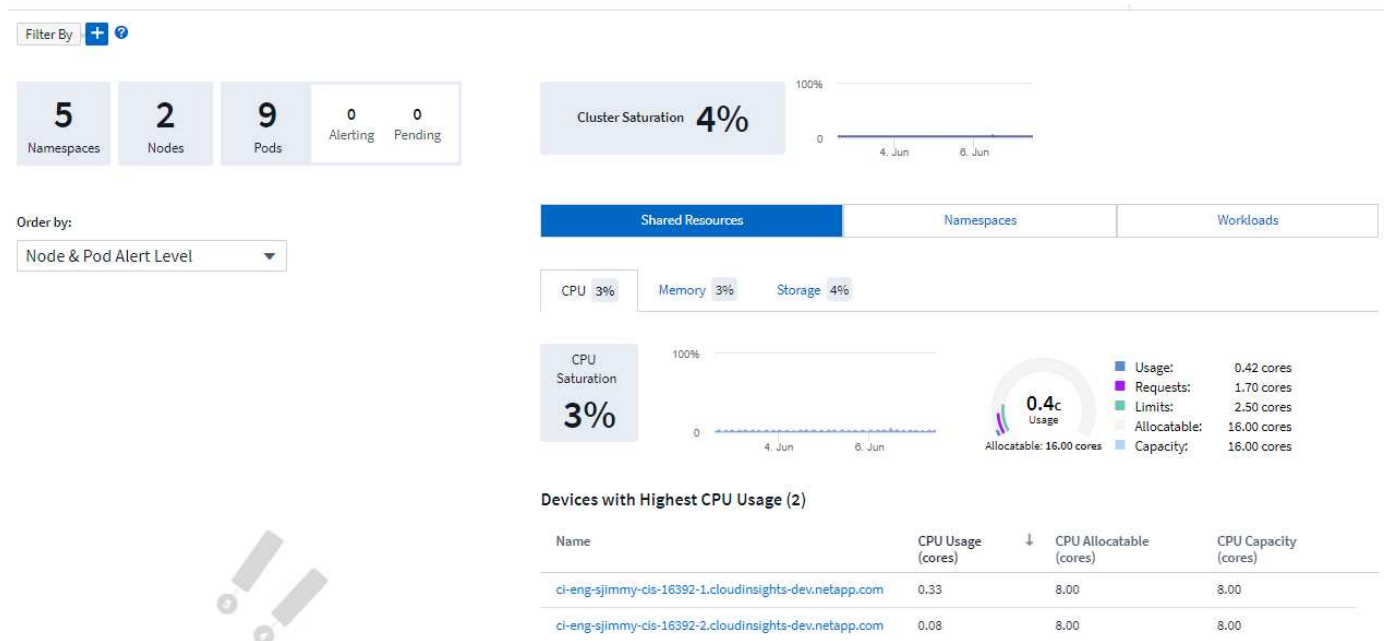 Filter By + ?
5
Namespaces
2
Nodes
9
Pods
0
Alerting
0
Pending
Order by:
Node & Pod Alert Level
Cluster Saturation 4%
100%
0
4. Jun 6. Jun
Shared Resources Namespaces Workloads
CPU 3% Memory 3% Storage 4%
CPU
Saturation
3%
100%
0
4. Jun 6. Jun
0.4c
Usage
Allocatable: 16.00 cores
Usage: 0.42 cores
Requests: 1.70 cores
Limits: 2.50 cores
Allocatable: 16.00 cores
Capacity: 16.00 cores
Devices with Highest CPU Usage (2)
Name CPU Usage ↓ CPU Allocatable CPU Capacity
(cores) (cores) (cores)
ci-eng-sjimmy-cis-16392-1.cloudinsights-dev.netapp.com 0.33 8.00 8.00
ci-eng-sjimmy-cis-16392-2.cloudinsights-dev.netapp.com 0.08 8.00 8.00